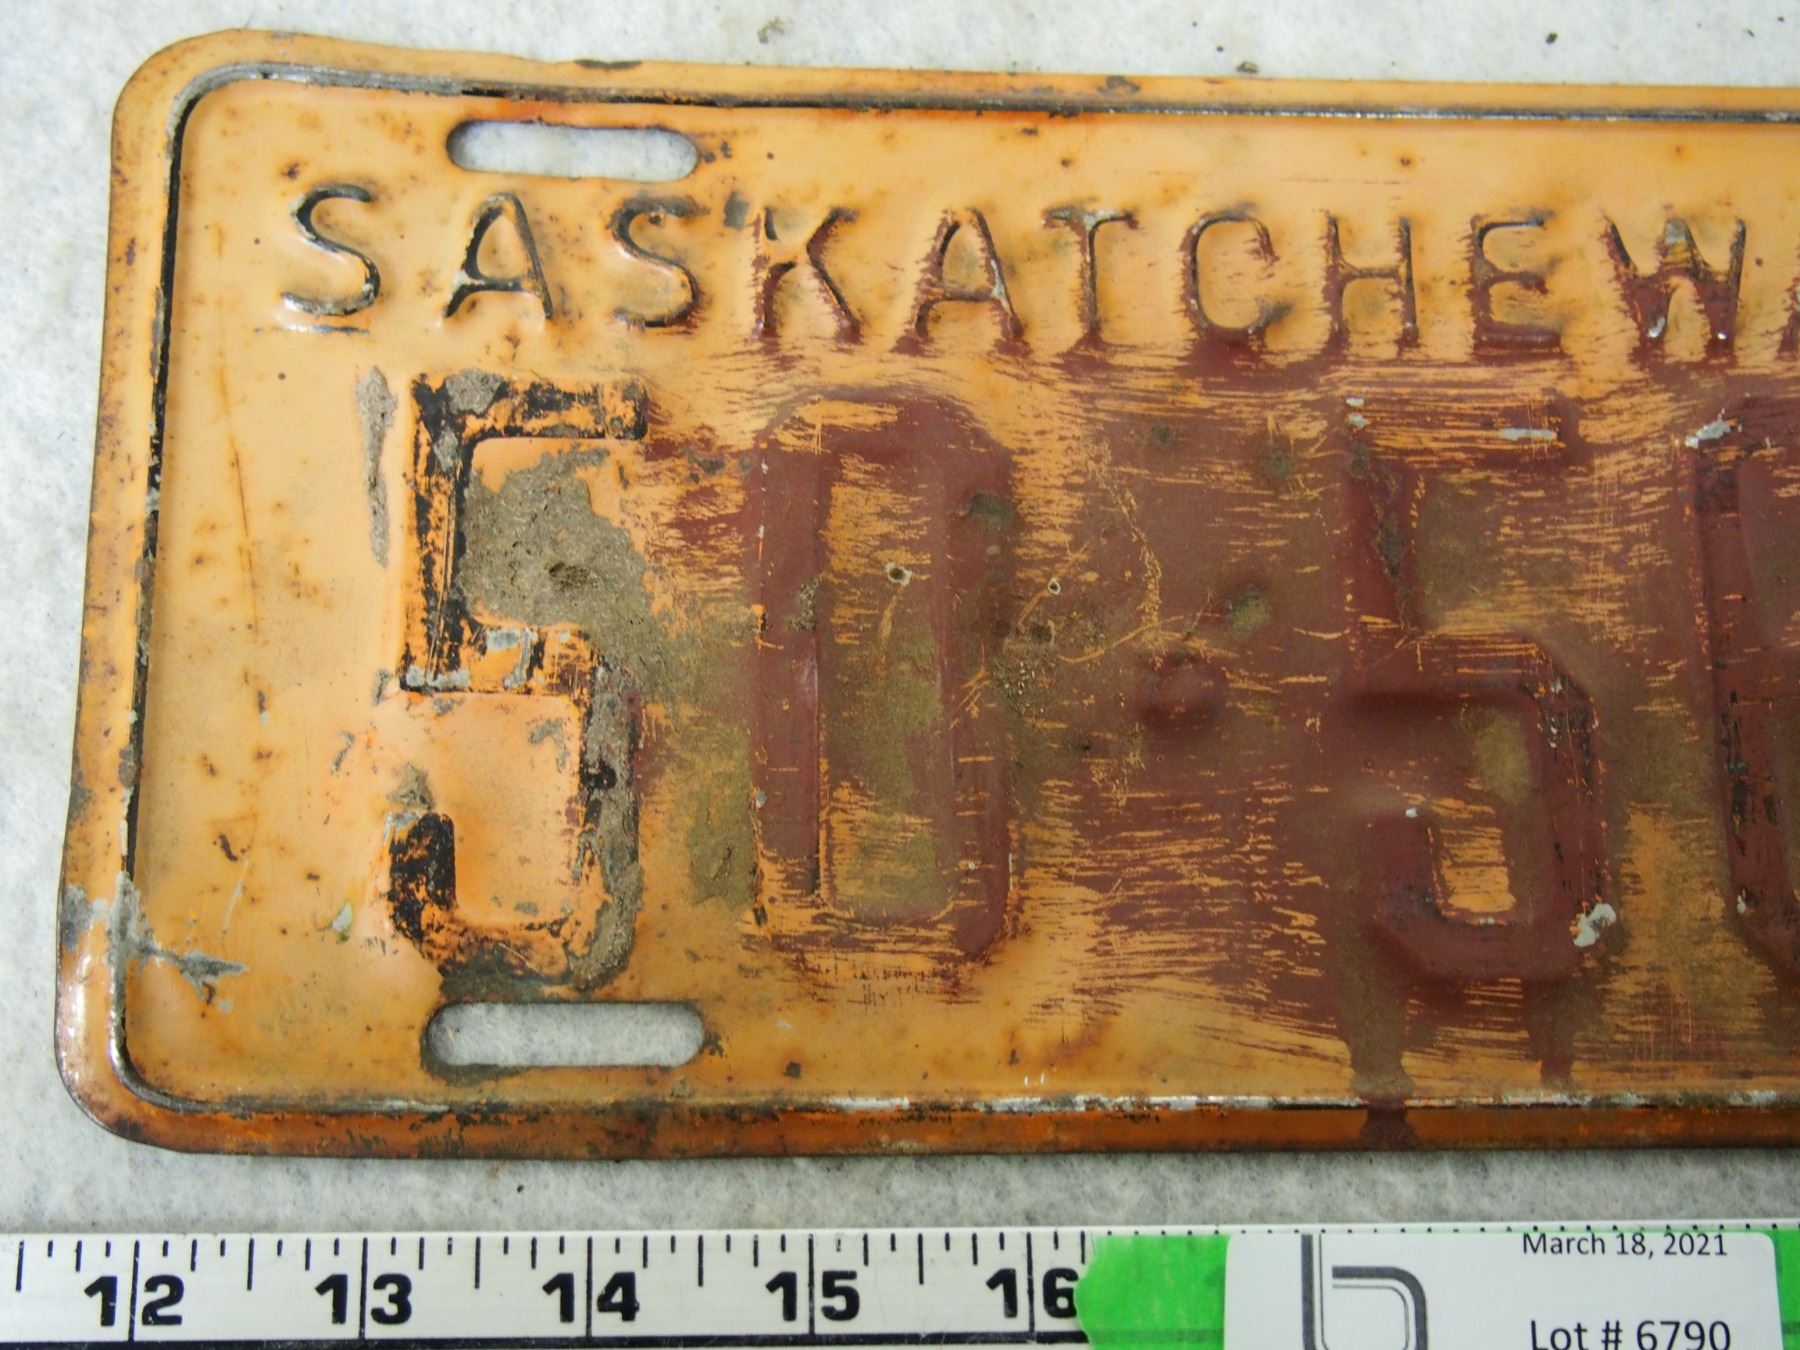 SASKATCHEW
50·5
12 13 14 15 16
March 18, 2021
Lot # 6790